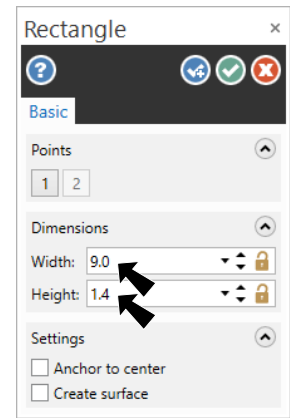 Rectangle ×
?
Basic
Points
1 2
Dimensions
Width: 9.0
Height: 1.4
Settings
Anchor to center
Create surface